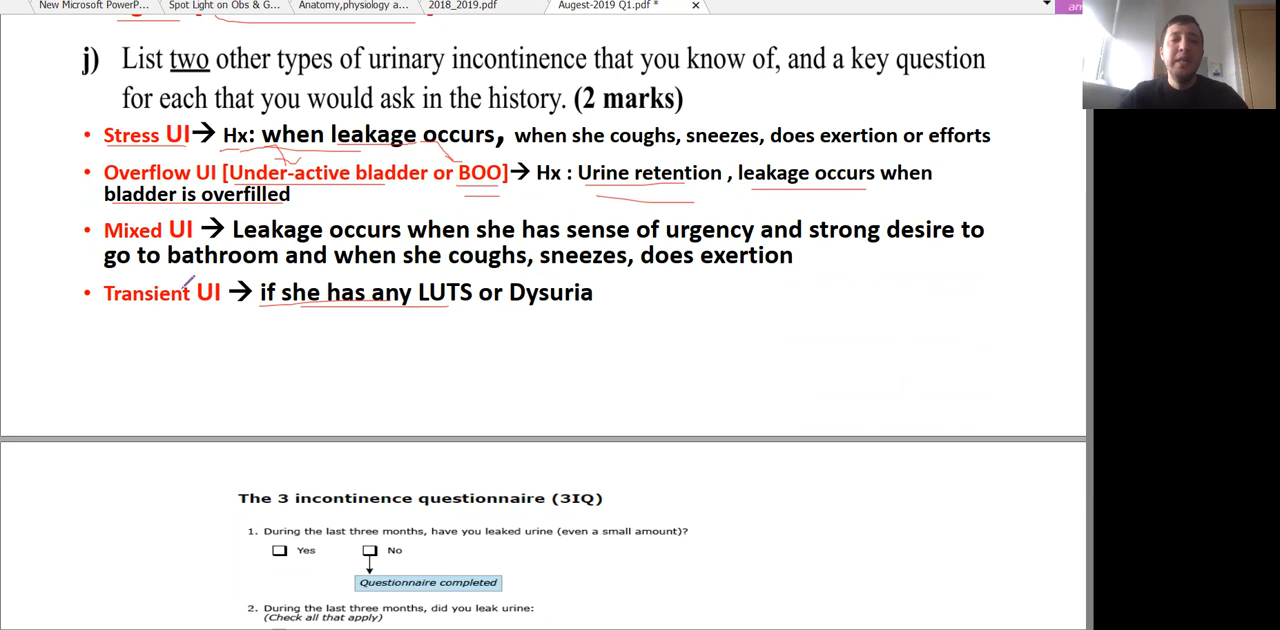 New Microsoft PowerP... Spot Light on Obs & G... Anatomy,physiology a... 2018_2019.pdf Augest-2019 Q1.pdf * ×
j) List two other types of urinary incontinence that you know of, and a key question
for each that you would ask in the history. (2 marks)
• Stress UI→ Hx: when leakage occurs, when she coughs, sneezes, does exertion or efforts
• Overflow UI [Under-active bladder or BOO]→ Hx : Urine retention , leakage occurs when
bladder is overfilled
• Mixed UI → Leakage occurs when she has sense of urgency and strong desire to
go to bathroom and when she coughs, sneezes, does exertion
• Transient UI → if she has any LUTS or Dysuria
The 3 incontinence questionnaire (3IQ)
1. During the last three months, have you leaked urine (even a small amount)?
Yes No
Questionnaire completed
2. During the last three months, did you leak urine:
(Check all that apply)